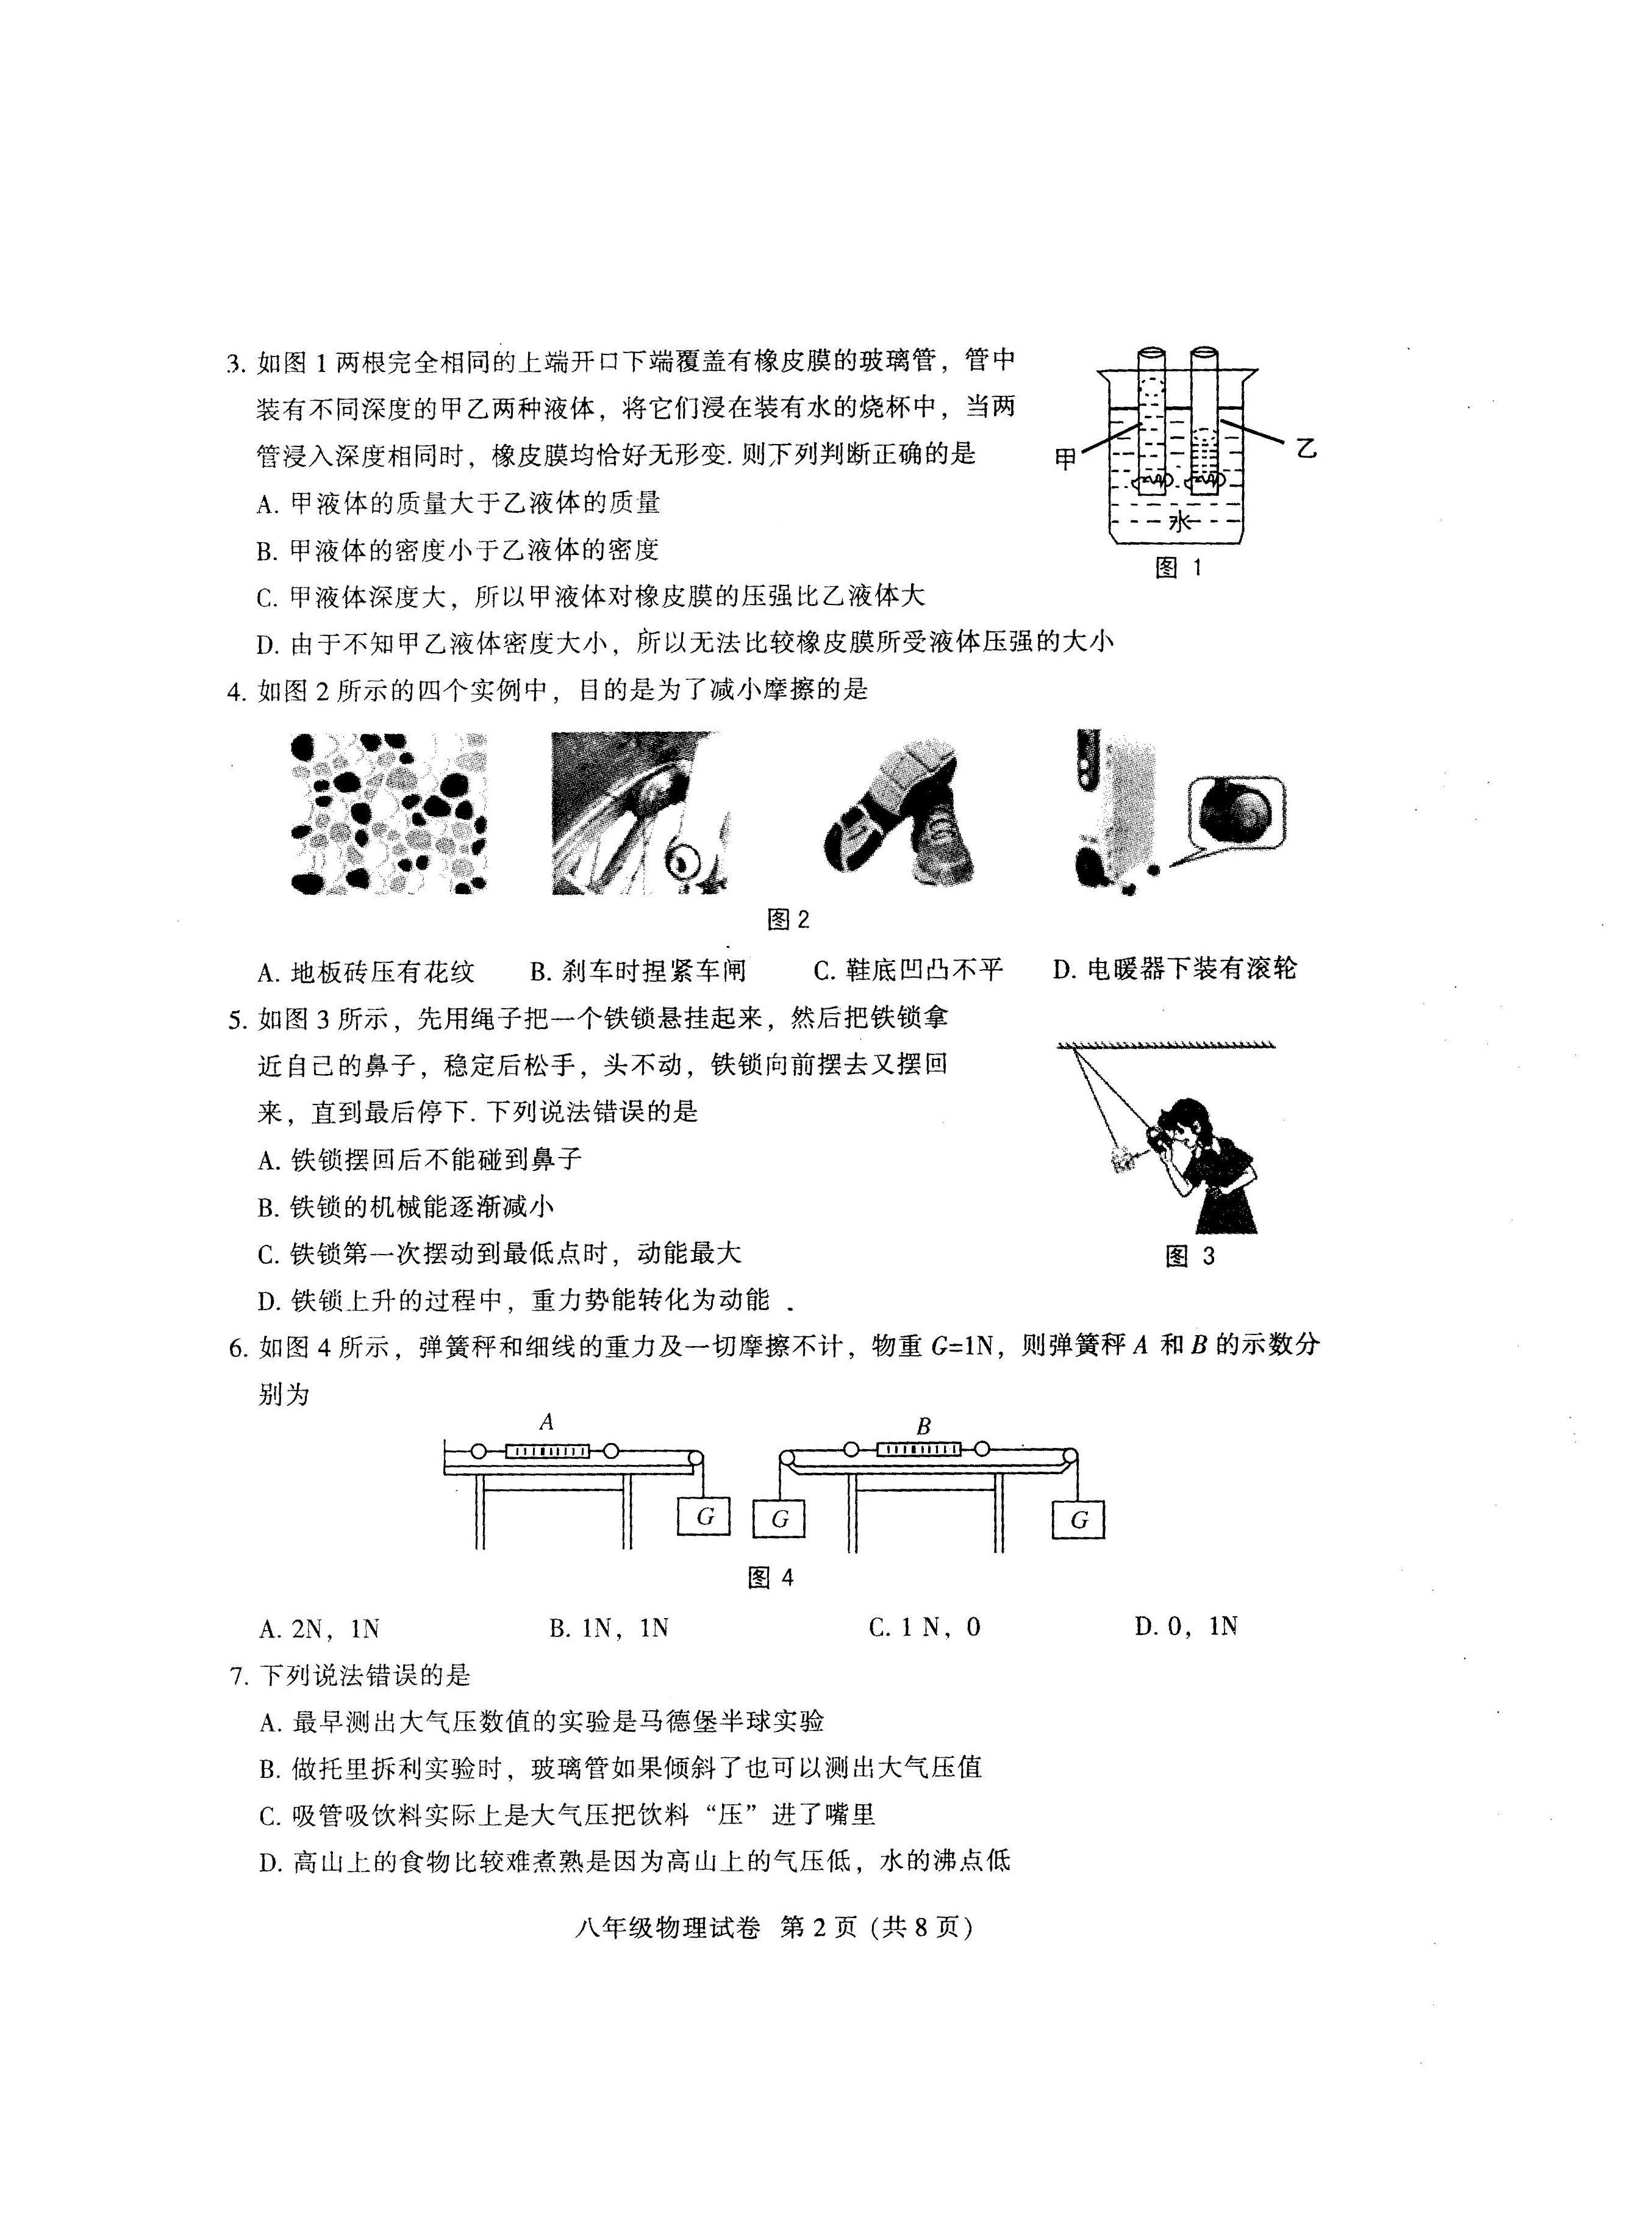 3. 如图 1 两根完全相同的上端开口下端覆盖有橡皮膜的玻璃管，管中
装有不同深度的甲乙两种液体，将它们浸在装有水的烧杯中，当两
管浸入深度相同时，橡皮膜均恰好无形变. 则下列判断正确的是
A. 甲液体的质量大于乙液体的质量
B. 甲液体的密度小于乙液体的密度
C. 甲液体深度大，所以甲液体对橡皮膜的压强比乙液体大
D. 由于不知甲乙液体密度大小，所以无法比较橡皮膜所受液体压强的大小
甲
乙
水
图 1
4. 如图 2 所示的四个实例中，目的是为了减小摩擦的是
图 2
A. 地板砖压有花纹 B. 刹车时捏紧车闸 C. 鞋底凹凸不平 D. 电暖器下装有滚轮
5. 如图 3 所示，先用绳子把一个铁锁悬挂起来，然后把铁锁拿
近自己的鼻子，稳定后松手，头不动，铁锁向前摆去又摆回
来，直到最后停下. 下列说法错误的是
A. 铁锁摆回后不能碰到鼻子
B. 铁锁的机械能逐渐减小
C. 铁锁第一次摆动到最低点时，动能最大
D. 铁锁上升的过程中，重力势能转化为动能 .
图 3
6. 如图 4 所示，弹簧秤和细线的重力及一切摩擦不计，物重 G=1N，则弹簧秤 A 和 B 的示数分
别为
A
B
G
G
G
图 4
A. 2N，1N B. 1N，1N C. 1 N，0 D. 0，1N
7. 下列说法错误的是
A. 最早测出大气压数值的实验是马德堡半球实验
B. 做托里拆利实验时，玻璃管如果倾斜了也可以测出大气压值
C. 吸管吸饮料实际上是大气压把饮料“压”进了嘴里
D. 高山上的食物比较难煮熟是因为高山上的气压低，水的沸点低
八年级物理试卷 第 2 页 (共 8 页)